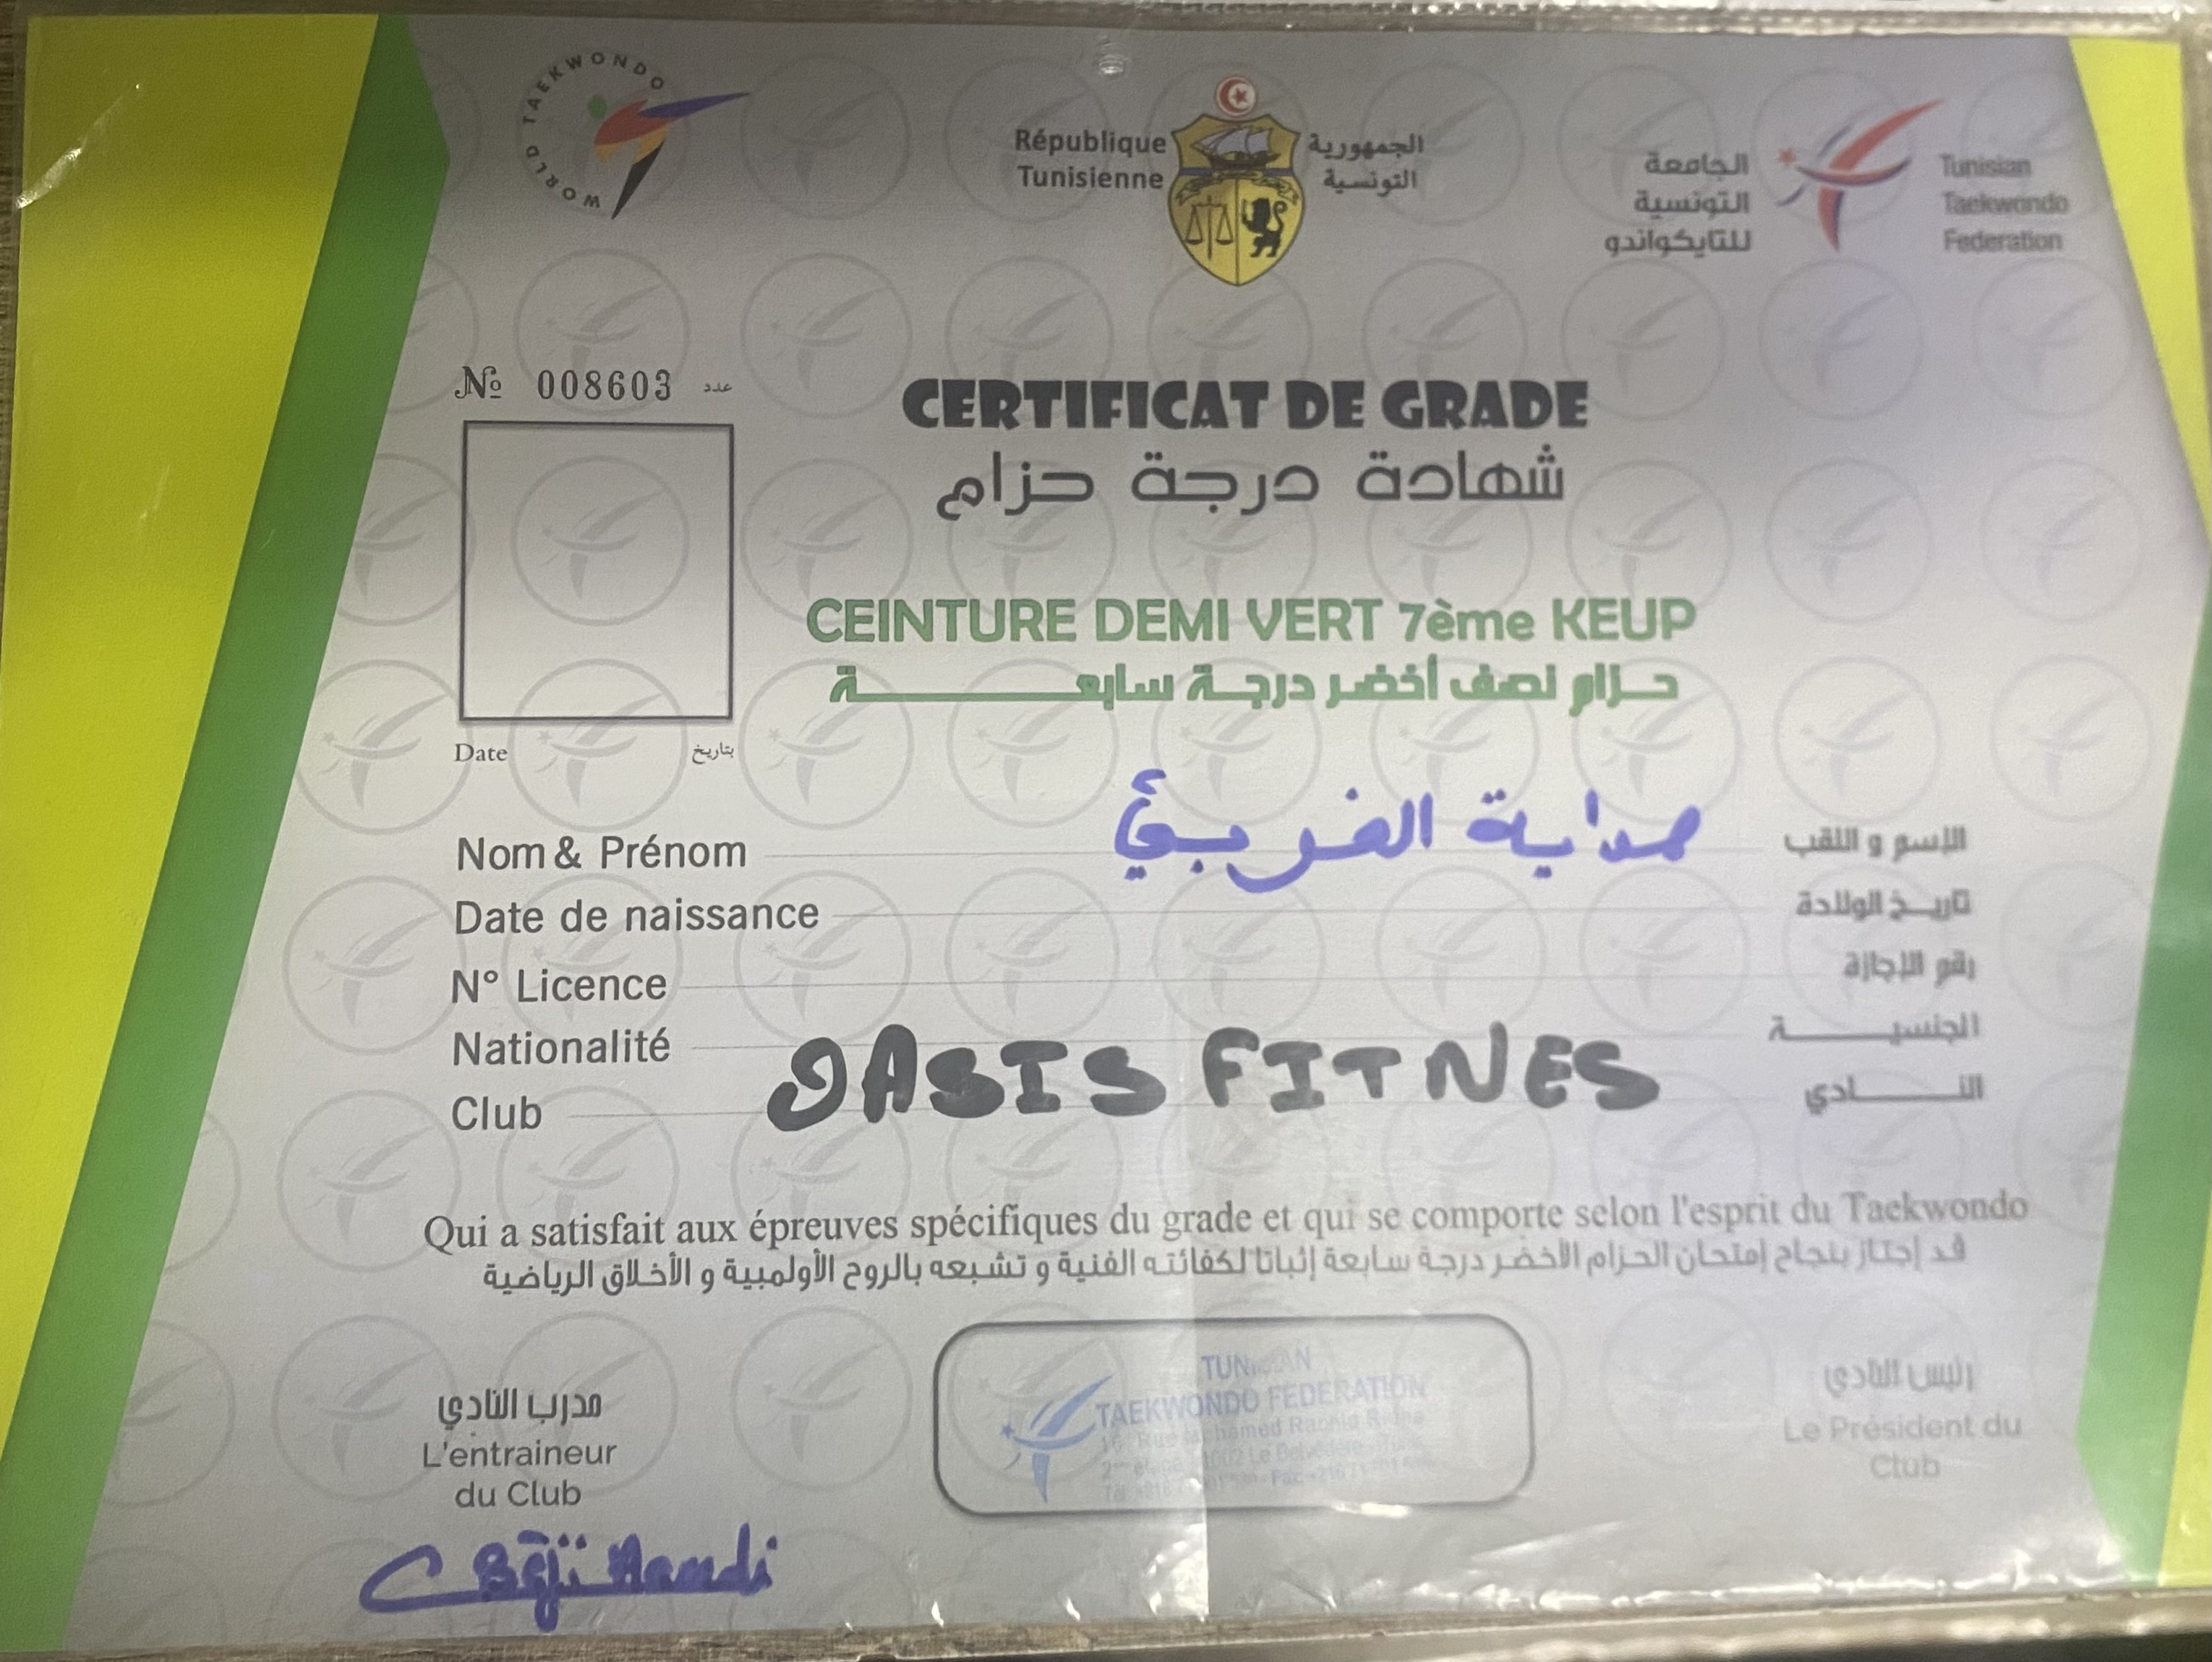 WORLD TAEKWONDO
République
Tunisienne
الجمهورية
التونسية
الجامعة
التونسية
للتايكواندو
Tunisian
Taekwondo
Federation
№ 008603 عدد
CERTIFICAT DE GRADE
شهادة درجة حزام
CEINTURE DEMI VERT 7ème KEUP
حزام نصف أخضر درجة سابعة
Date بتاريخ
Nom & Prénom هداية الغربي الإسم و اللقب
Date de naissance تاريخ الولادة
N° Licence رقم الاجازة
Nationalité الجنسية
Club OASIS FITNES النادي
Qui a satisfait aux épreuves spécifiques du grade et qui se comporte selon l'esprit du Taekwondo
قد إجتاز بنجاح إمتحان الحزام الأخضر درجة سابعة إثباتا لكفائته الفنية و تشبعه بالروح الأولمبية و الأخلاق الرياضية
مدرب النادي
L'entraineur
du Club
Béji Hamdi
TUNISIAN
TAEKWONDO FEDERATION
رئيس النادي
Le Président du
Club